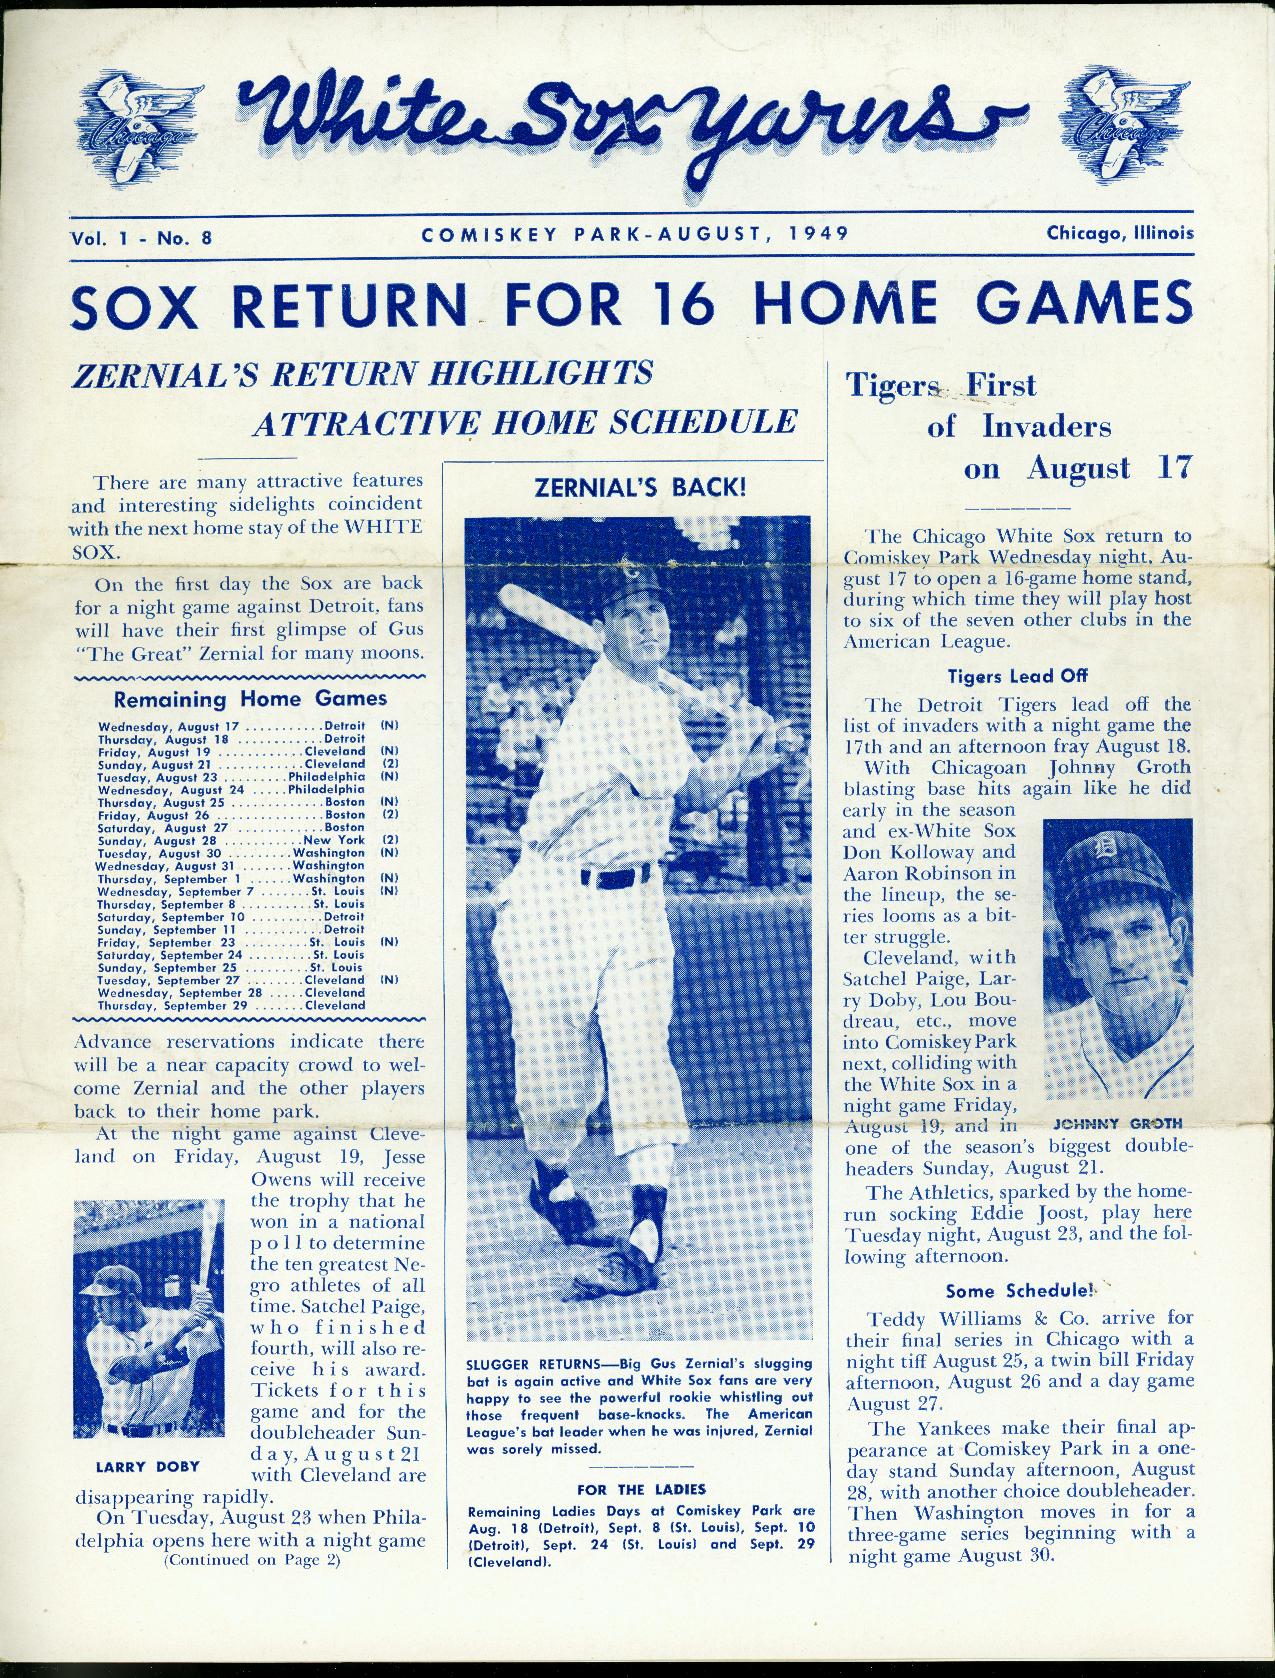 Chicago
White Sox Yarns
Chicago
Vol. 1 - No. 8
COMISKEY PARK-AUGUST, 1949
Chicago, Illinois
SOX RETURN FOR 16 HOME GAMES
ZERNIAL'S RETURN HIGHLIGHTS
ATTRACTIVE HOME SCHEDULE
There are many attractive features
and interesting sidelights coincident
with the next home stay of the WHITE
SOX.
On the first day the Sox are back
for a night game against Detroit, fans
will have their first glimpse of Gus
"The Great" Zernial for many moons.
Remaining Home Games
Wednesday, August 17 ........... Detroit (N)
Thursday, August 18 ............ Detroit
Friday, August 19 .......... Cleveland (N)
Sunday, August 21 ............ Cleveland (2)
Tuesday, August 23 ......... Philadelphia (N)
Wednesday, August 24 ..... Philadelphia
Thursday, August 25 ............. Boston (N)
Friday, August 26 ............... Boston (2)
Saturday, August 27 ............ Boston
Sunday, August 28 ........... New York (2)
Tuesday, August 30 ......... Washington (N)
Wednesday, August 31 ....... Washington
Thursday, September 1 ...... Washington (N)
Wednesday, September 7 ....... St. Louis (N)
Thursday, September 8 .......... St. Louis
Saturday, September 10 .......... Detroit
Sunday, September 11 ........... Detroit
Friday, September 23 ......... St. Louis (N)
Saturday, September 24 ......... St. Louis
Sunday, September 25 ......... St. Louis
Tuesday, September 27 ........ Cleveland (N)
Wednesday, September 28 ..... Cleveland
Thursday, September 29 ....... Cleveland
Advance reservations indicate there
will be a near capacity crowd to wel-
come Zernial and the other players
back to their home park.
At the night game against Cleve-
land on Friday, August 19, Jesse
Owens will receive
the trophy that he
won in a national
poll to determine
the ten greatest Ne-
gro athletes of all
time. Satchel Paige,
who finished
fourth, will also re-
ceive his award.
Tickets for this
game and for the
doubleheader Sun-
day, August 21
with Cleveland are
LARRY DOBY
disappearing rapidly.
On Tuesday, August 23 when Phila-
delphia opens here with a night game
(Continued on Page 2)
ZERNIAL'S BACK!
SLUGGER RETURNS—Big Gus Zernial's slugging
bat is again active and White Sox fans are very
happy to see the powerful rookie whistling out
those frequent base-knocks. The American
League's bat leader when he was injured, Zernial
was sorely missed.
FOR THE LADIES
Remaining Ladies Days at Comiskey Park are
Aug. 18 (Detroit), Sept. 8 (St. Louis), Sept. 10
(Detroit), Sept. 24 (St. Louis) and Sept. 29
(Cleveland).
Tigers First
of Invaders
on August 17
The Chicago White Sox return to
Comiskey Park Wednesday night, Au-
gust 17 to open a 16-game home stand,
during which time they will play host
to six of the seven other clubs in the
American League.
Tigers Lead Off
The Detroit Tigers lead off the
list of invaders with a night game the
17th and an afternoon fray August 18.
With Chicagoan Johnny Groth
blasting base hits again like he did
early in the season
and ex-White Sox
Don Kolloway and
Aaron Robinson in
the lineup, the se-
ries looms as a bit-
ter struggle.
Cleveland, with
Satchel Paige, Lar-
ry Doby, Lou Bou-
dreau, etc., move
into Comiskey Park
next, colliding with
the White Sox in a
night game Friday,
August 19, and in
JOHNNY GROTH
one of the season's biggest double-
headers Sunday, August 21.
The Athletics, sparked by the home-
run socking Eddie Joost, play here
Tuesday night, August 23, and the fol-
lowing afternoon.
Some Schedule!
Teddy Williams & Co. arrive for
their final series in Chicago with a
night tiff August 25, a twin bill Friday
afternoon, August 26 and a day game
August 27.
The Yankees make their final ap-
pearance at Comiskey Park in a one-
day stand Sunday afternoon, August
28, with another choice doubleheader.
Then Washington moves in for a
three-game series beginning with a
night game August 30.